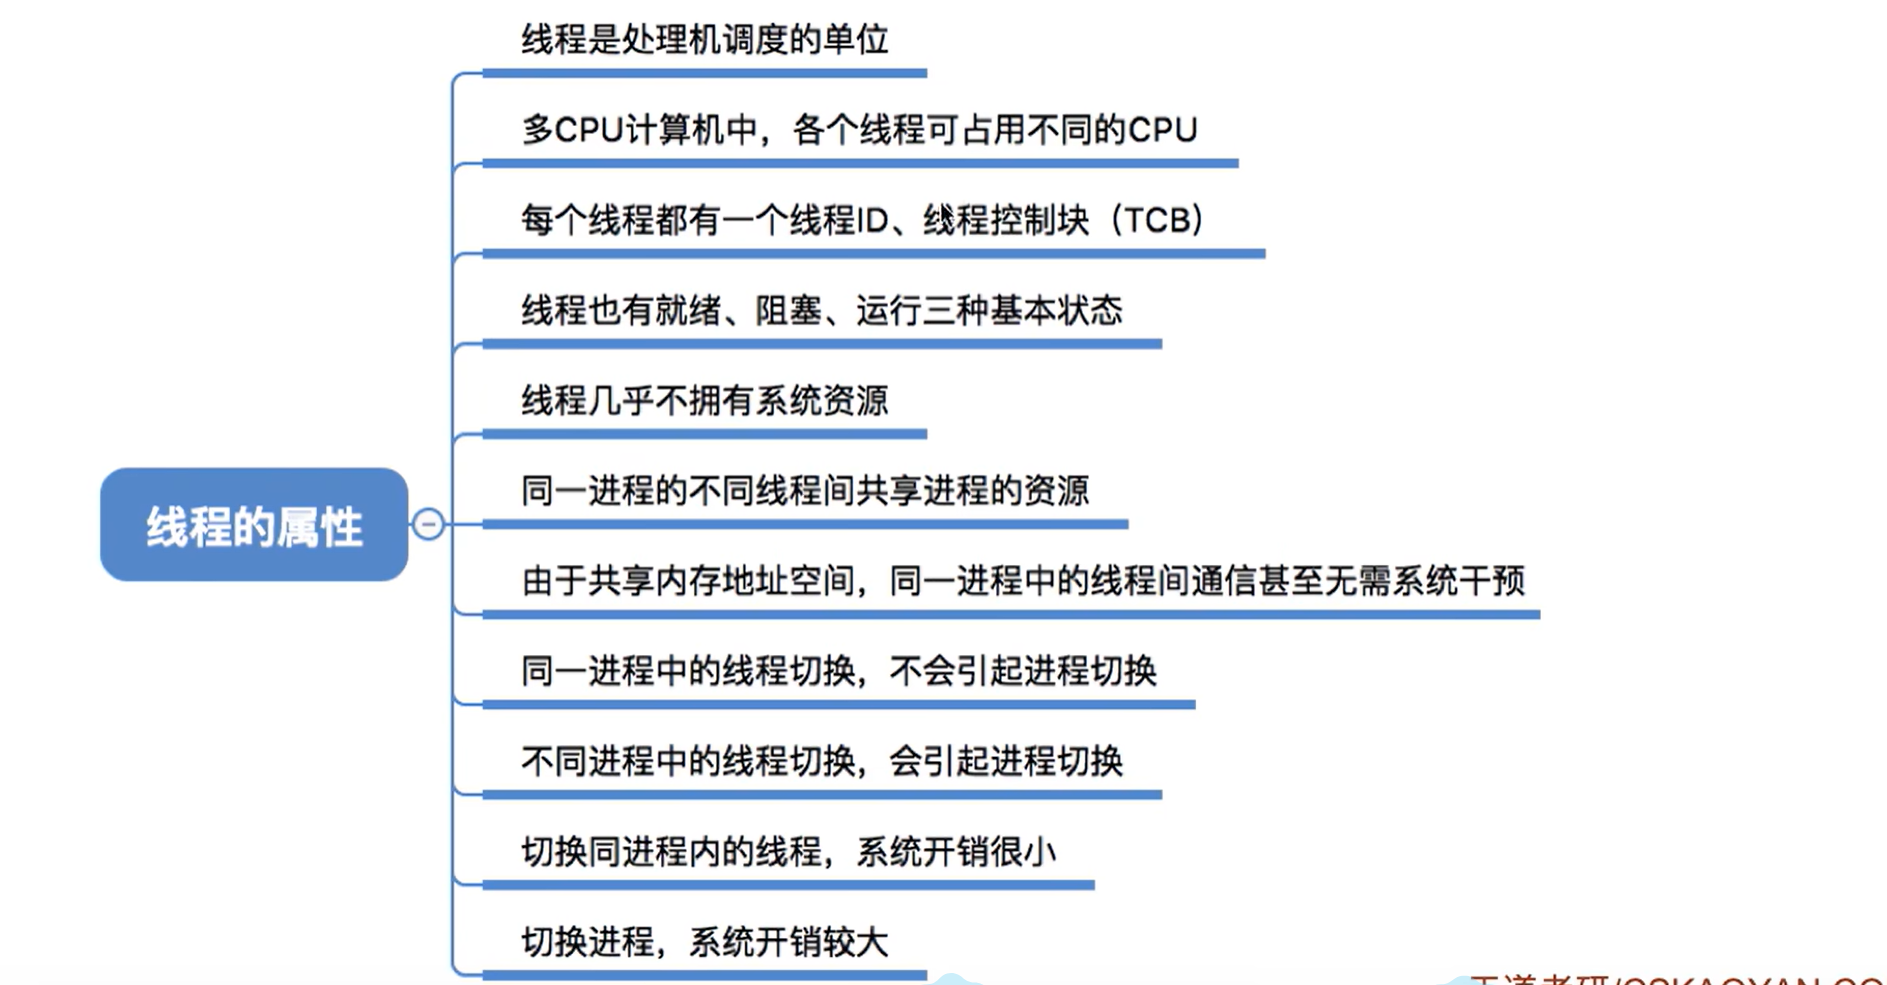 线程是处理机调度的单位
多CPU计算机中，各个线程可占用不同的CPU
每个线程都有一个线程ID、线程控制块（TCB）
线程也有就绪、阻塞、运行三种基本状态
线程几乎不拥有系统资源
同一进程的不同线程间共享进程的资源
线程的属性
由于共享内存地址空间，同一进程中的线程间通信甚至无需系统干预
同一进程中的线程切换，不会引起进程切换
不同进程中的线程切换，会引起进程切换
切换同进程内的线程，系统开销很小
切换进程，系统开销较大
王道考研/CSKAOYAN.CO